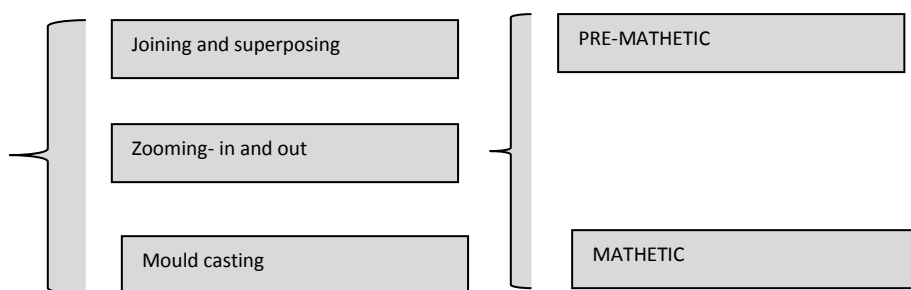 Joining and superposing
PRE-MATHETIC
Zooming- in and out
Mould casting
MATHETIC